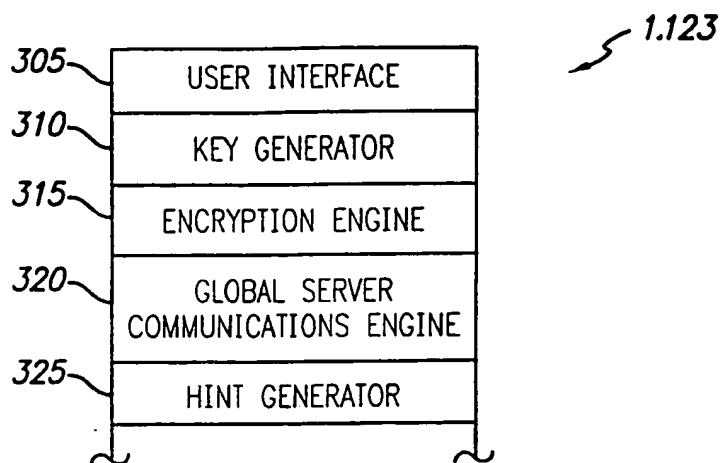 1.123
305 USER INTERFACE
310 KEY GENERATOR
315 ENCRYPTION ENGINE
320 GLOBAL SERVER
COMMUNICATIONS ENGINE
325 HINT GENERATOR